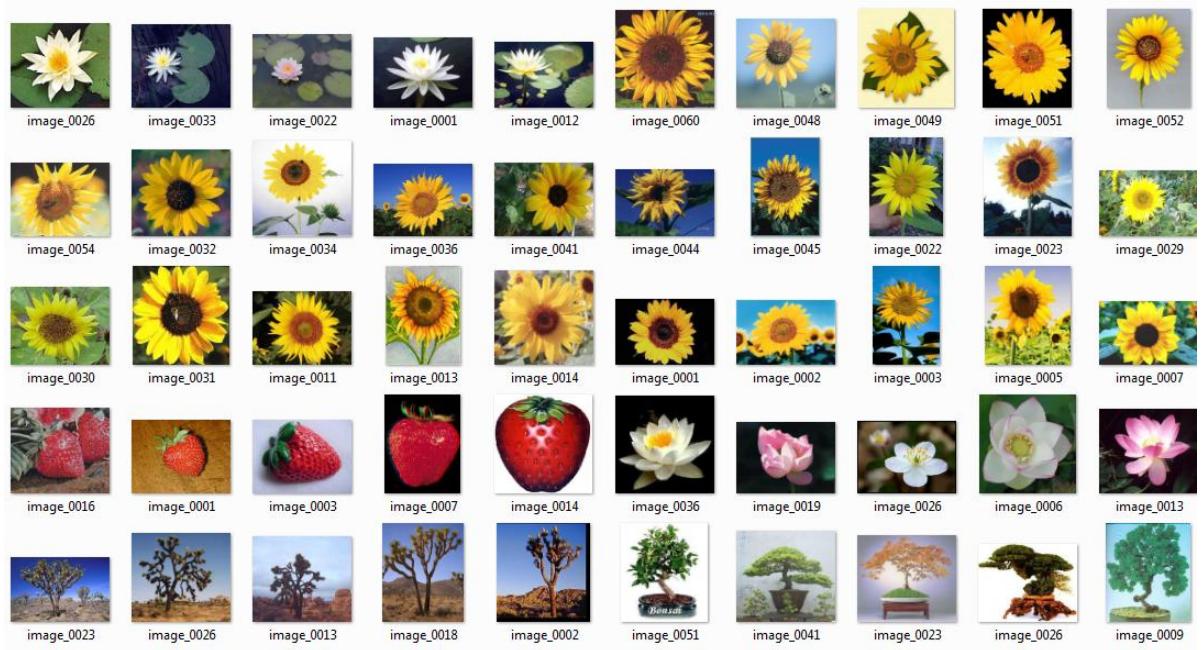 image_0026 image_0033 image_0022 image_0001 image_0012 image_0060 image_0048 image_0049 image_0051 image_0052
image_0054 image_0032 image_0034 image_0036 image_0041 image_0044 image_0045 image_0022 image_0023 image_0029
image_0030 image_0031 image_0011 image_0013 image_0014 image_0001 image_0002 image_0003 image_0005 image_0007
image_0016 image_0001 image_0003 image_0007 image_0014 image_0036 image_0019 image_0026 image_0006 image_0013
Bonsai
image_0023 image_0026 image_0013 image_0018 image_0002 image_0051 image_0041 image_0023 image_0026 image_0009